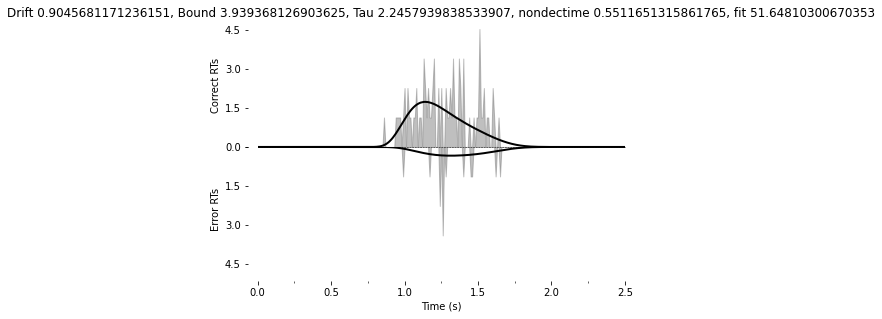 Drift 0.9045681171236151, Bound 3.939368126903625, Tau 2.2457939838533907, nondectime 0.5511651315861765, fit 51.64810300670353
4.5
3.0
1.5
0.0
1.5
3.0
4.5
Correct RTs
Error RTs
0.0 0.5 1.0 1.5 2.0 2.5
Time (s)